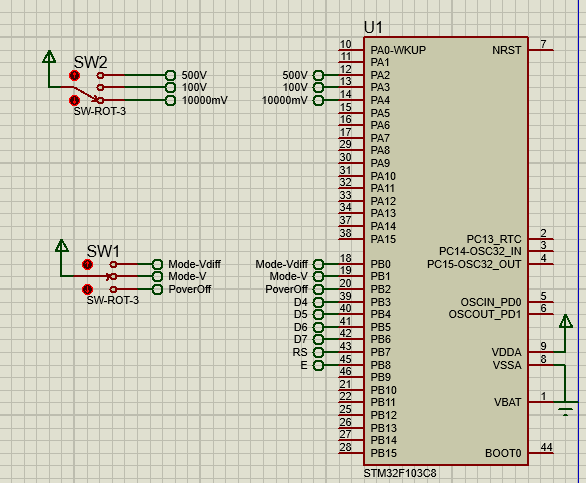 U1
10 PA0-WKUP NRST 7
11 PA1
500V 500V 12 PA2
SW2
100V 100V 13 PA3
10000mV 10000mV 14 PA4
SW-ROT-3
15 PA5
16 PA6
17 PA7
29 PA8
30 PA9
31 PA10
32 PA11
33 PA12
34 PA13
37 PA14
38 PA15 PC13_RTC 2
PC14-OSC32_IN 3
SW1
Mode-Vdiff Mode-Vdiff 18 PB0 PC15-OSC32_OUT 4
Mode-V Mode-V 19 PB1
PoverOff PoverOff 20 PB2
SW-ROT-3
D4 39 PB3 OSCIN_PD0 5
D5 40 PB4 OSCOUT_PD1 6
D6 41 PB5
D7 42 PB6
RS 43 PB7 VDDA 9
E 45 PB8 VSSA 8
46 PB9
21 PB10
22 PB11 VBAT 1
25 PB12
26 PB13
27 PB14
28 PB15 BOOT0 44
STM32F103C8